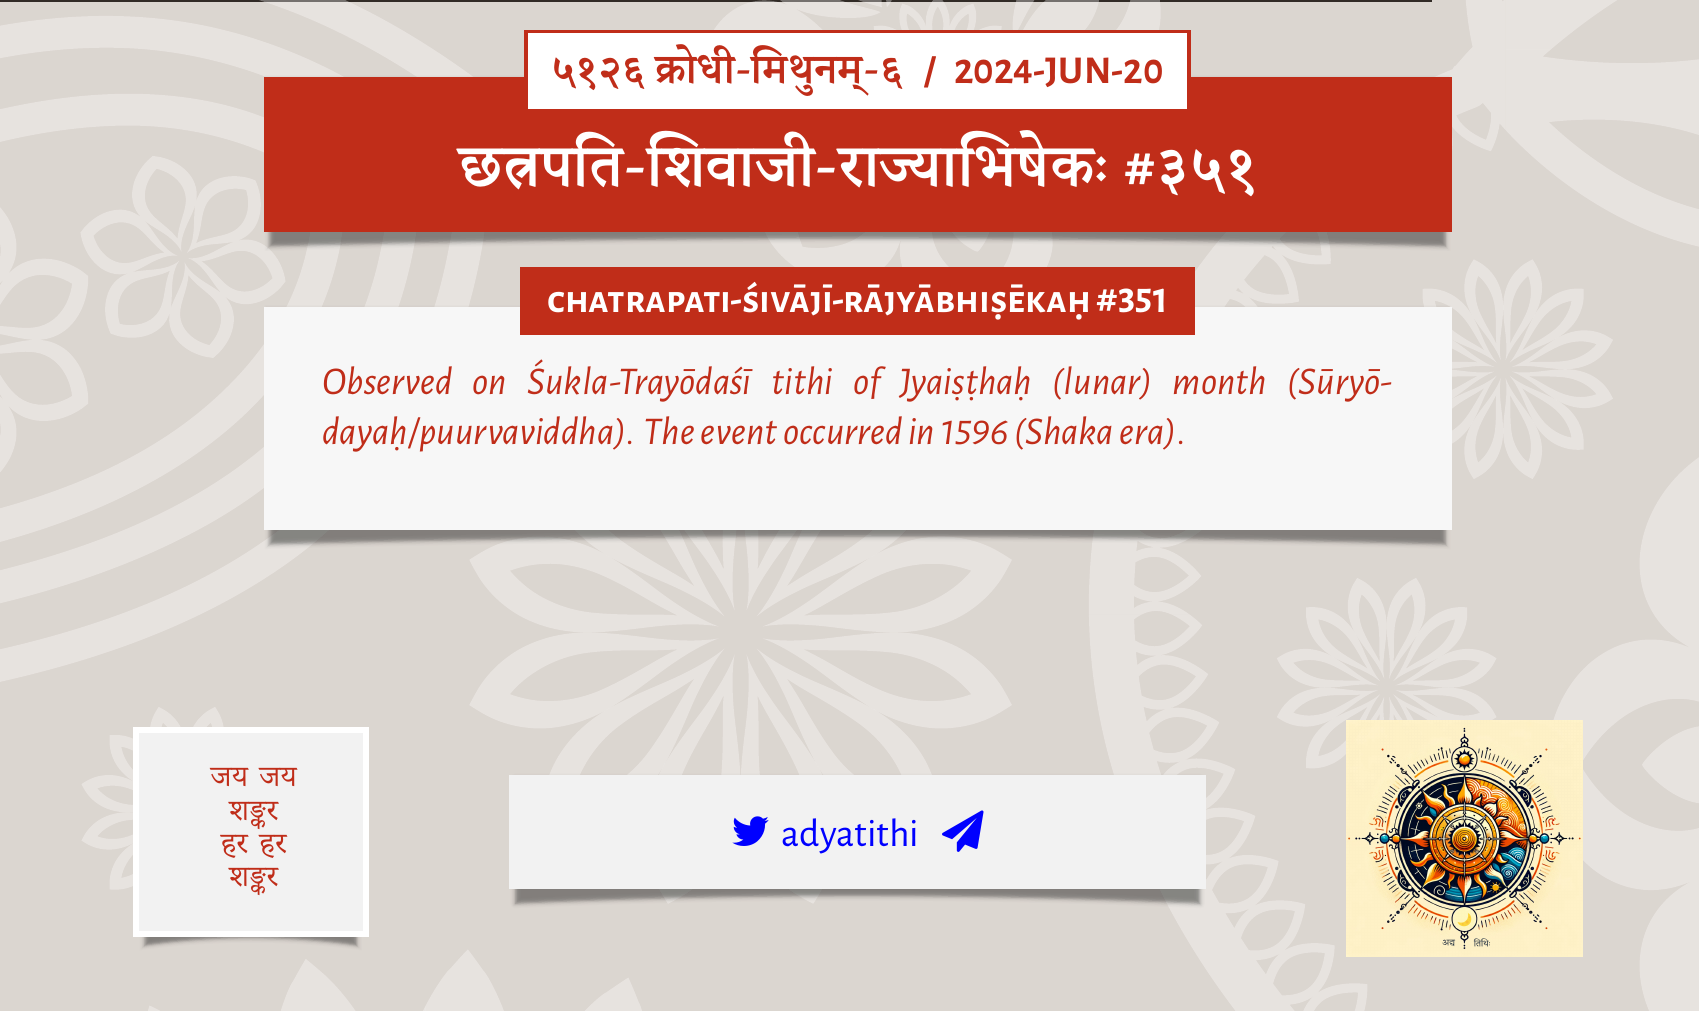 ५१२६ क्रोधी-मिथुनम्-६ / 2024-JUN-20
छत्रपति-शिवाजी-राज्याभिषेकः #३५१
CHATRAPATI-ŚIVĀJĪ-RĀJYĀBHIṢĒKAḤ #351
Observed on Śukla-Trayōdaśī tithi of Jyaiṣṭhaḥ (lunar) month (Sūryō-
dayaḥ/puurvaviddha). The event occurred in 1596 (Shaka era).
जय जय
शङ्कर
हर हर
शङ्कर
adyatithi
अद्य तिथिः